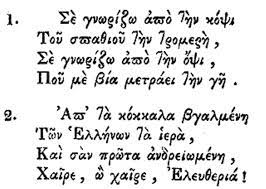 1. Σὲ γνωρίζω ἀπὸ τὴν κόψι
Τοῦ σπαθιοῦ τὴν τρομερὴ,
Σὲ γνωρίζω ἀπὸ τὴν ὄψι,
Ποῦ μὲ βία μετράει τὴν γῆ.
2. Ἀπ' τὰ κόκκαλα βγαλμένη
Τῶν Ἑλλήνων τὰ ἱερὰ,
Καὶ σὰν πρῶτα ἀνδρειωμένη,
Χαῖρε, ὦ χαῖρε, Ἐλευθεριά!